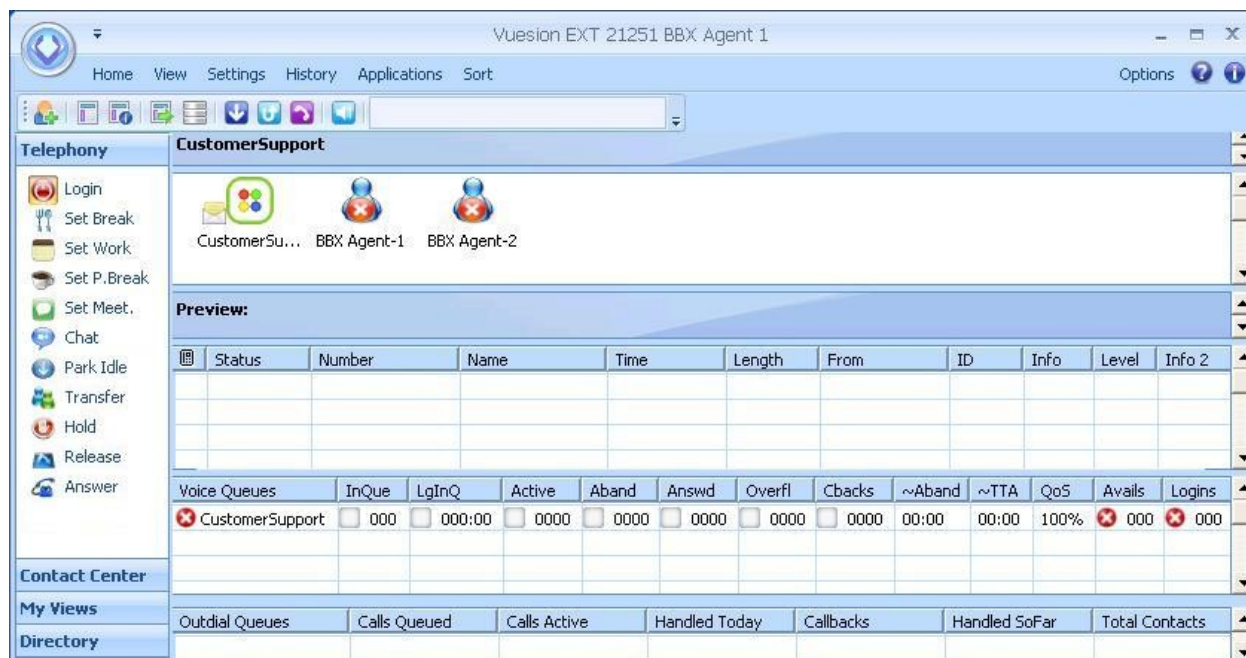 Vuesion EXT 21251 BBX Agent 1
Home View Settings History Applications Sort Options
Telephony
Login
Set Break
Set Work
Set P.Break
Set Meet.
Chat
Park Idle
Transfer
Hold
Release
Answer
Contact Center
My Views
Directory
CustomerSupport
CustomerSu... BBX Agent-1 BBX Agent-2
Preview:
Status Number Name Time Length From ID Info Level Info 2
Voice Queues InQue LgInQ Active Aband Answd Overfl Cbacks ~Aband ~TTA QoS Avails Logins
CustomerSupport 000 000:00 0000 0000 0000 0000 0000 00:00 00:00 100% 000 000
Outdial Queues Calls Queued Calls Active Handled Today Callbacks Handled SoFar Total Contacts